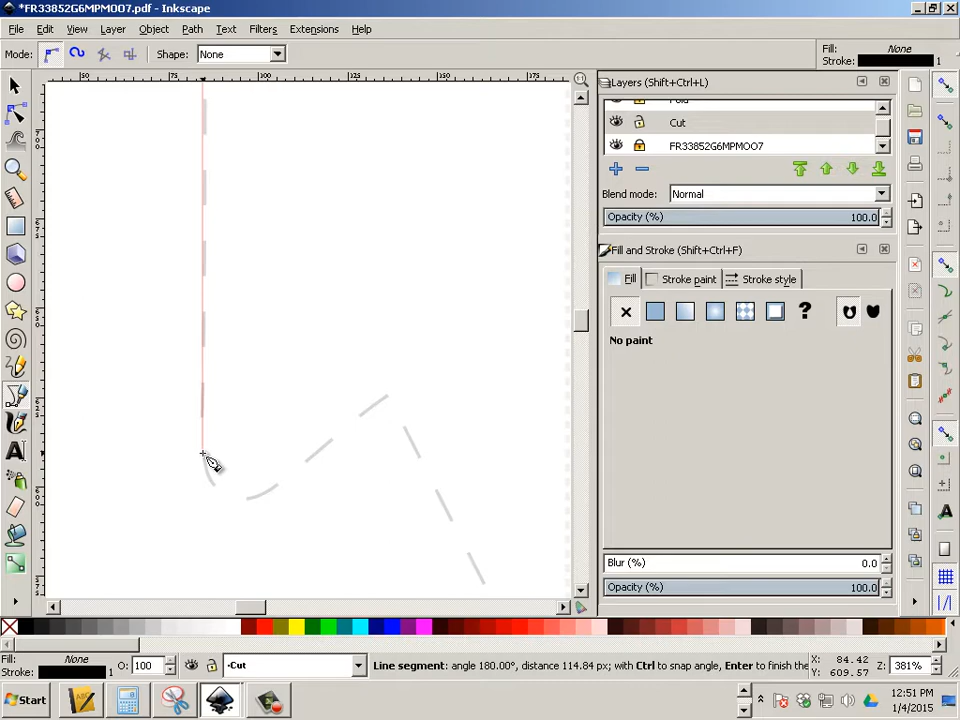 *FR33852G6MPMOO7.pdf - Inkscape
File Edit View Layer Object Path Text Filters Extensions Help
Mode: Shape: None
Fill: None
Stroke: 1
50 75 100 125 150 175
Layers (Shift+Ctrl+L)
Fold
Cut
FR33852G6MPMOO7
Blend mode: Normal
Opacity (%) 100.0
Fill and Stroke (Shift+Ctrl+F)
Fill Stroke paint Stroke style
No paint
Blur (%) 0.0
Opacity (%) 100.0
Fill: None
Stroke: 1
O: 100
-Cut
Line segment: angle 180.00°, distance 114.84 px; with Ctrl to snap angle, Enter to finish the
X: 84.42
Y: 609.57
Z: 381%
Start
12:51 PM
1/4/2015